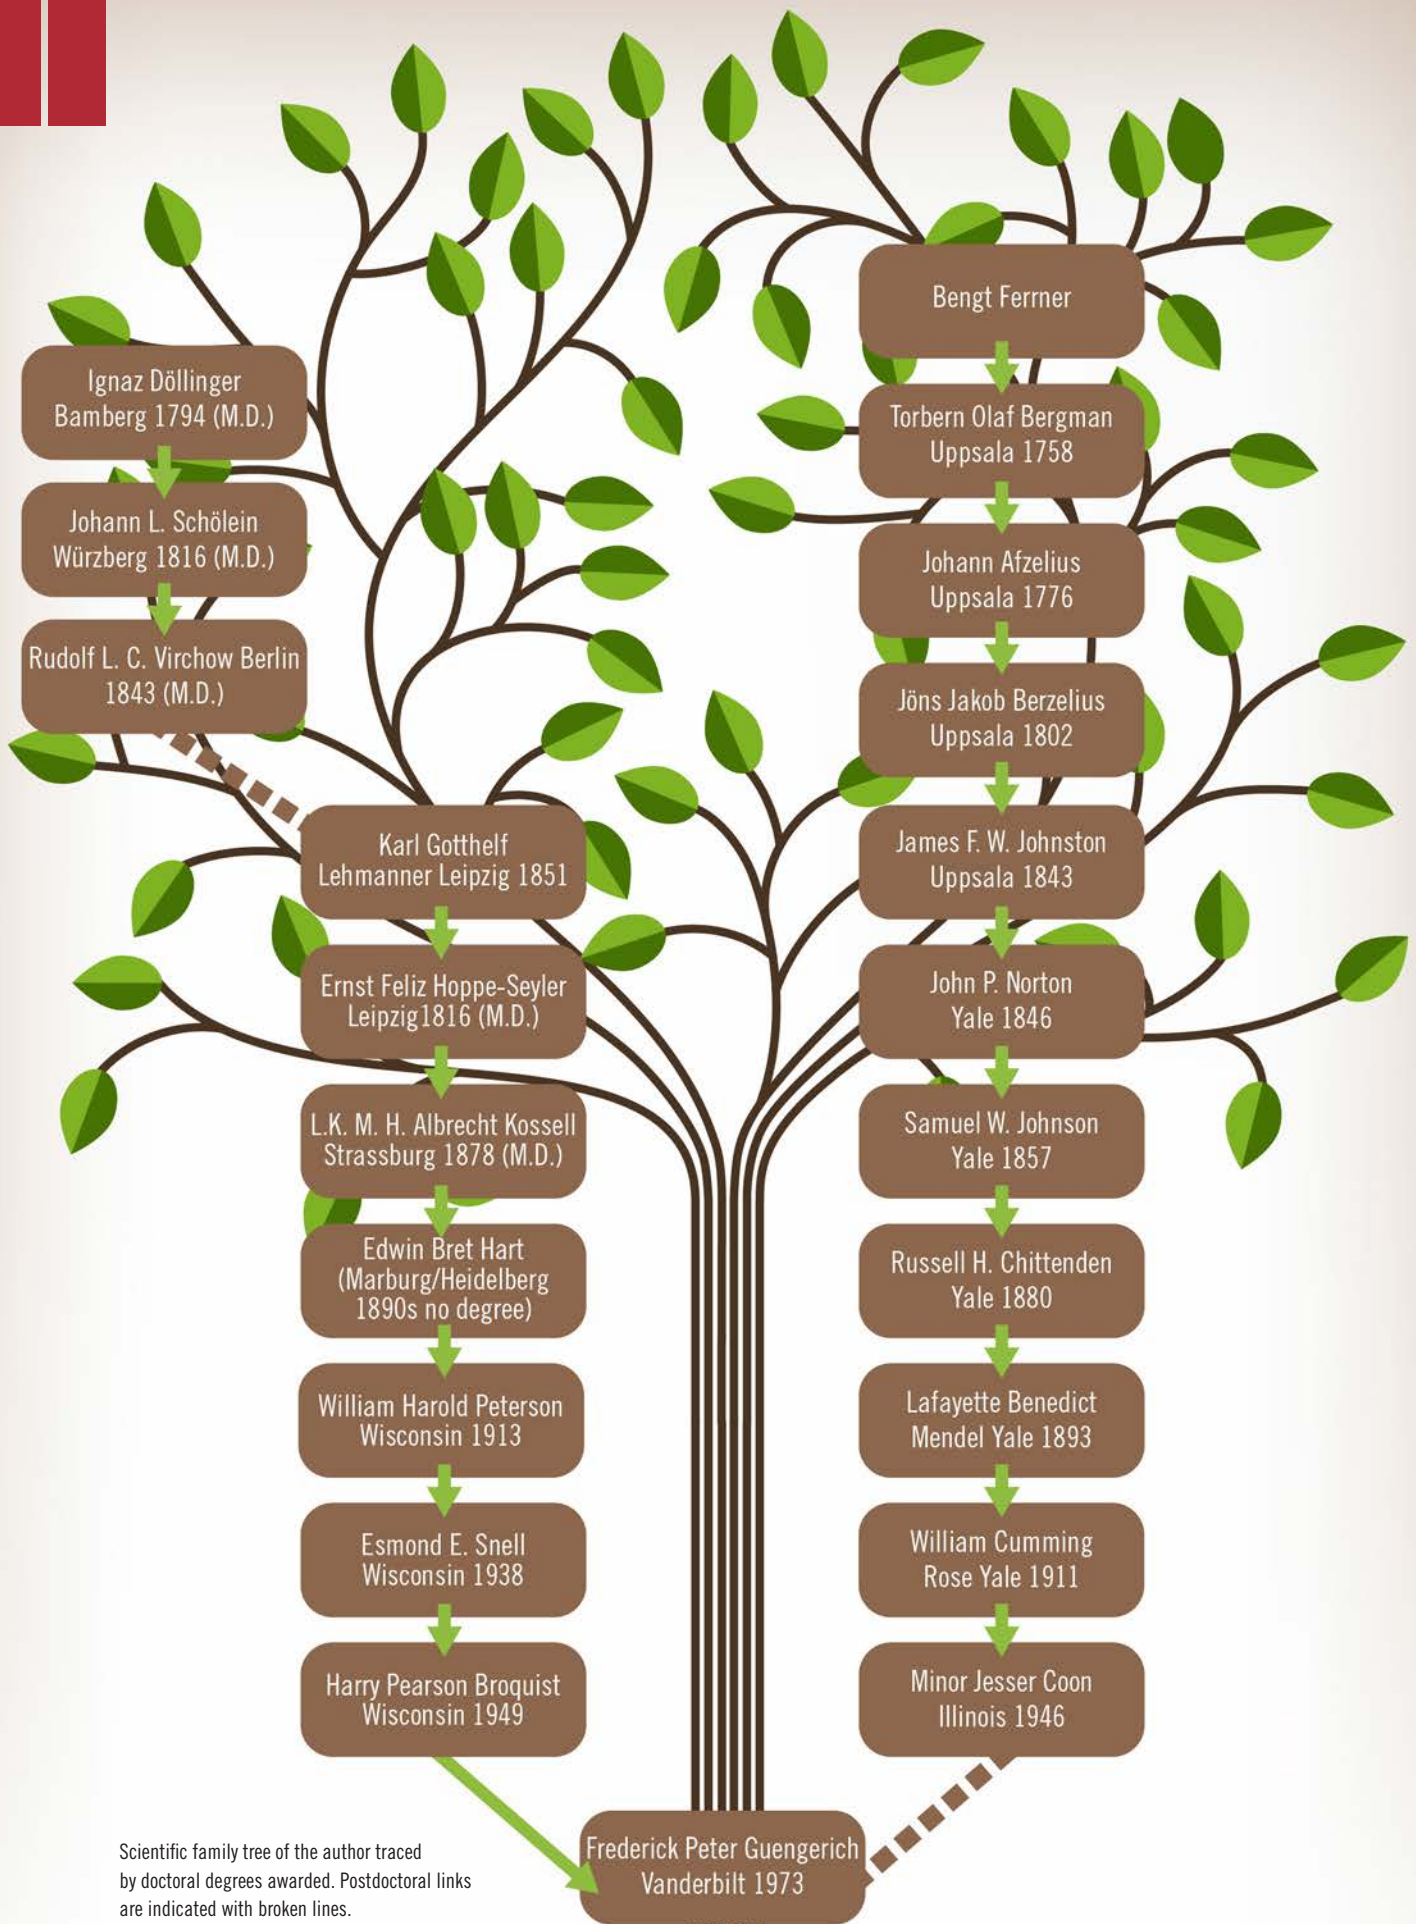 Ignaz Döllinger
Bamberg 1794 (M.D.)
Johann L. Schölein
Würzberg 1816 (M.D.)
Rudolf L. C. Virchow Berlin
1843 (M.D.)
Karl Gotthelf
Lehmanner Leipzig 1851
Ernst Feliz Hoppe-Seyler
Leipzig1816 (M.D.)
L.K. M. H. Albrecht Kossell
Strassburg 1878 (M.D.)
Edwin Bret Hart
(Marburg/Heidelberg
1890s no degree)
William Harold Peterson
Wisconsin 1913
Esmond E. Snell
Wisconsin 1938
Harry Pearson Broquist
Wisconsin 1949
Bengt Ferrner
Torbern Olaf Bergman
Uppsala 1758
Johann Afzelius
Uppsala 1776
Jöns Jakob Berzelius
Uppsala 1802
James F. W. Johnston
Uppsala 1843
John P. Norton
Yale 1846
Samuel W. Johnson
Yale 1857
Russell H. Chittenden
Yale 1880
Lafayette Benedict
Mendel Yale 1893
William Cumming
Rose Yale 1911
Minor Jesser Coon
Illinois 1946
Frederick Peter Guengerich
Vanderbilt 1973
Scientific family tree of the author traced
by doctoral degrees awarded. Postdoctoral links
are indicated with broken lines.